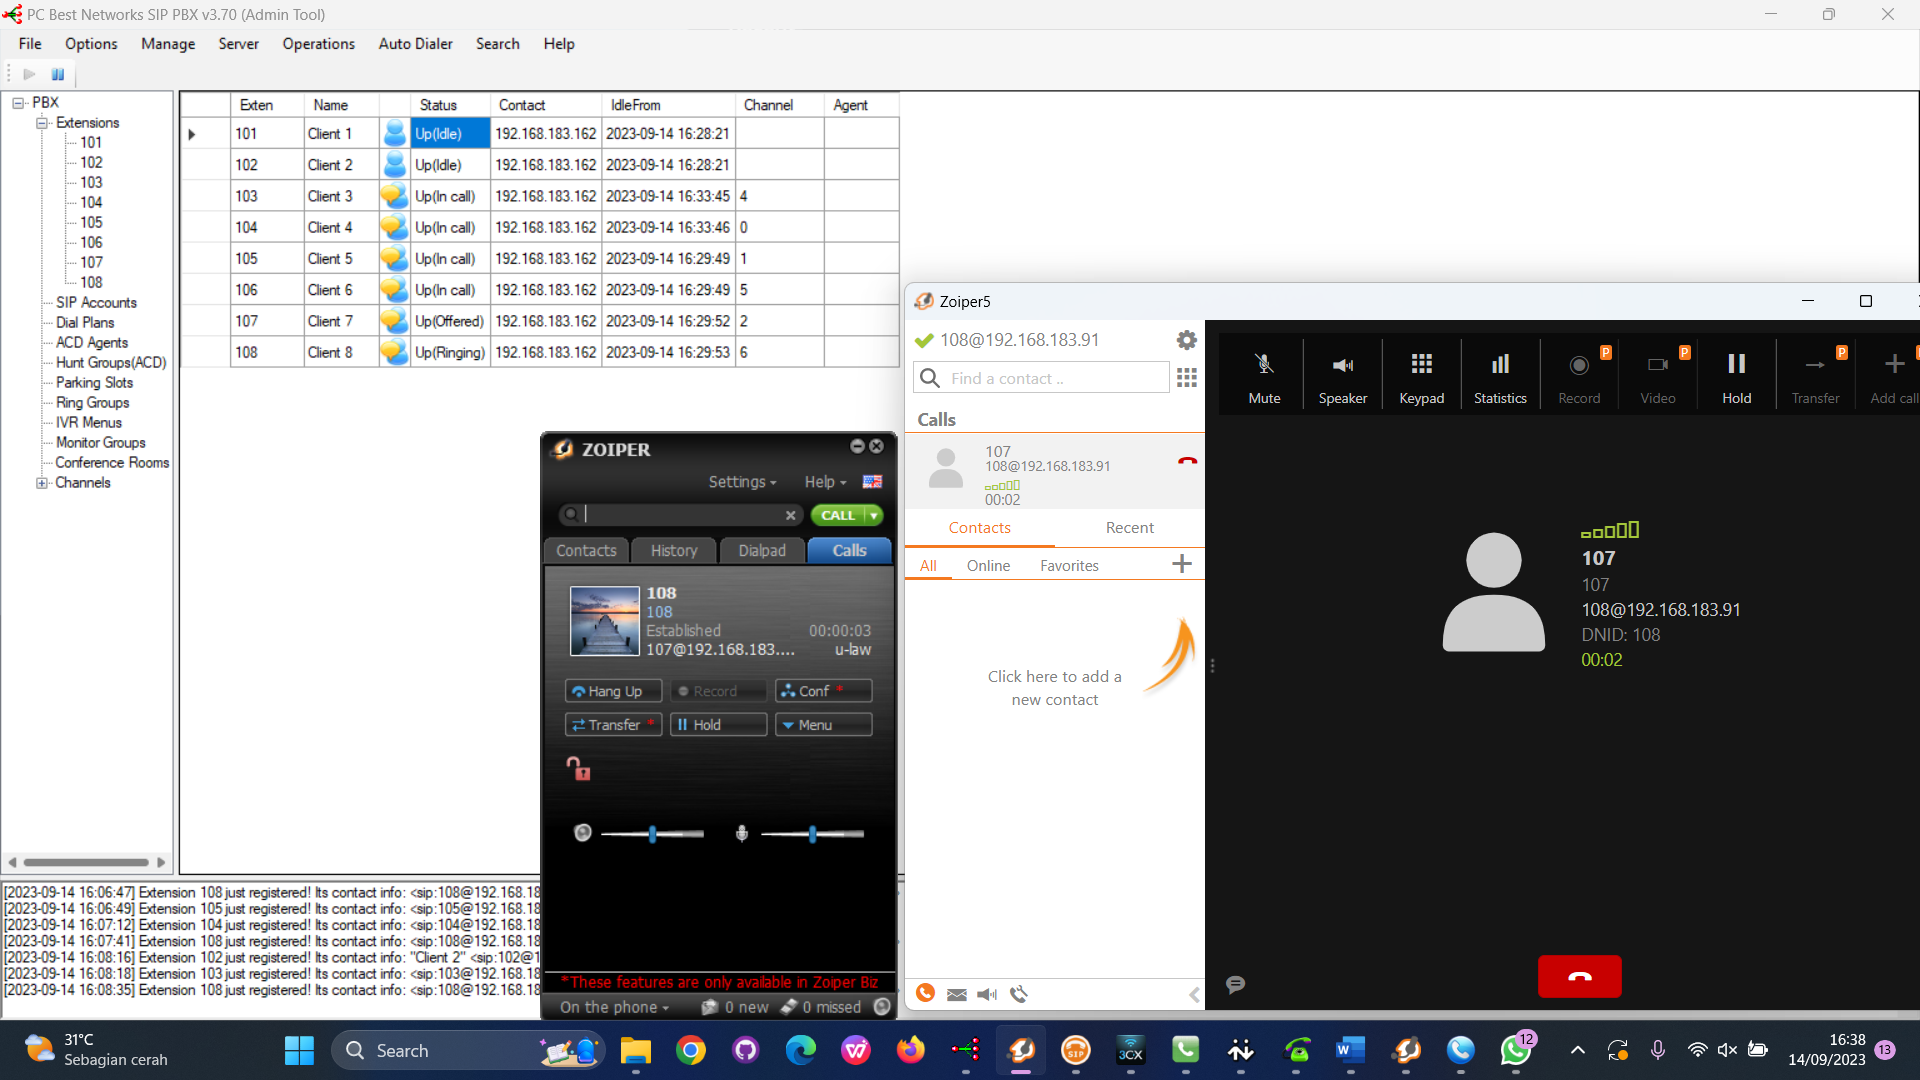 PC Best Networks SIP PBX v3.70 (Admin Tool)
File Options Manage Server Operations Auto Dialer Search Help
PBX
Extensions
101
102
103
104
105
106
107
108
SIP Accounts
Dial Plans
ACD Agents
Hunt Groups(ACD)
Parking Slots
Ring Groups
IVR Menus
Monitor Groups
Conference Rooms
Channels
Exten Name Status Contact IdleFrom Channel Agent
101 Client 1 Up(Idle) 192.168.183.162 2023-09-14 16:28:21
102 Client 2 Up(Idle) 192.168.183.162 2023-09-14 16:28:21
103 Client 3 Up(In call) 192.168.183.162 2023-09-14 16:33:45 4
104 Client 4 Up(In call) 192.168.183.162 2023-09-14 16:33:46 0
105 Client 5 Up(In call) 192.168.183.162 2023-09-14 16:29:49 1
106 Client 6 Up(In call) 192.168.183.162 2023-09-14 16:29:49 5
107 Client 7 Up(Offered) 192.168.183.162 2023-09-14 16:29:52 2
108 Client 8 Up(Ringing) 192.168.183.162 2023-09-14 16:29:53 6
[2023-09-14 16:06:47] Extension 108 just registered! Its contact info: <sip:108@192.168.18
[2023-09-14 16:06:49] Extension 105 just registered! Its contact info: <sip:105@192.168.18
[2023-09-14 16:07:12] Extension 104 just registered! Its contact info: <sip:104@192.168.18
[2023-09-14 16:07:41] Extension 108 just registered! Its contact info: <sip:108@192.168.18
[2023-09-14 16:08:16] Extension 102 just registered! Its contact info: "Client 2" <sip:102@1
[2023-09-14 16:08:18] Extension 103 just registered! Its contact info: <sip:103@192.168.18
[2023-09-14 16:08:35] Extension 108 just registered! Its contact info: <sip:108@192.168.18
ZOIPER
Settings Help
CALL
Contacts History Dialpad Calls
108
108
Established 00:00:03
107@192.168.183.... u-law
Hang Up Record Conf *
Transfer * Hold Menu
*These features are only available in Zoiper Biz
On the phone 0 new 0 missed
Zoiper5
108@192.168.183.91
Find a contact ..
Calls
107
108@192.168.183.91
00:02
Contacts Recent
All Online Favorites
Click here to add a
new contact
P P P
Mute Speaker Keypad Statistics Record Video Hold Transfer Add call
107
107
108@192.168.183.91
DNID: 108
00:02
31°C
Sebagian cerah
Search
SIP
3CX
W
12
16:38
14/09/2023
13